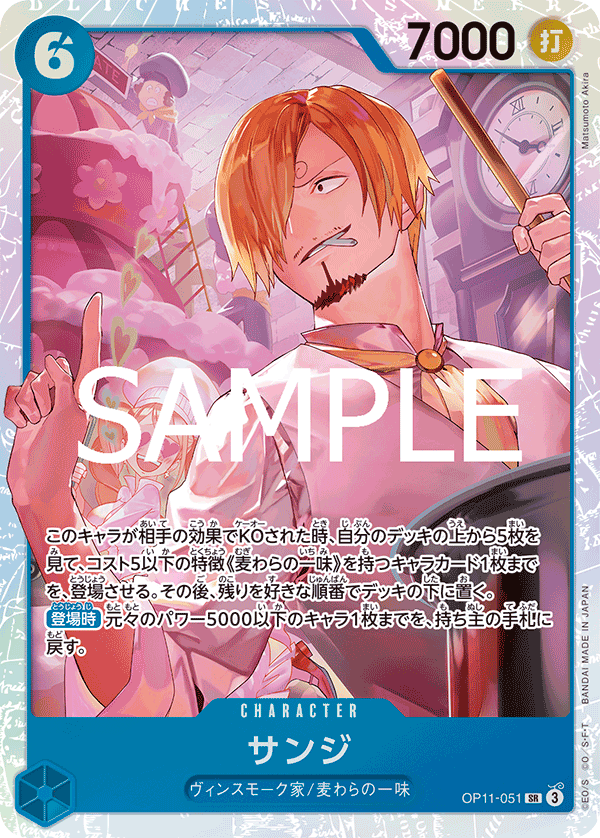 6
7000
打
Matsumoto Akira
SAMPLE
このキャラが相手の効果でKOされた時、自分のデッキの上から5枚を
見て、コスト5以下の特徴《麦わらの一味》を持つキャラカード1枚まで
を、登場させる。その後、残りを好きな順番でデッキの下に置く。
登場時 元々のパワー5000以下のキャラ1枚までを、持ち主の手札に
戻す。
CHARACTER
サンジ
ヴィンスモーク家/麦わらの一味
OP11-051 SR 3
©E.O/S ©O/S・F・T BANDAI MADE IN JAPAN